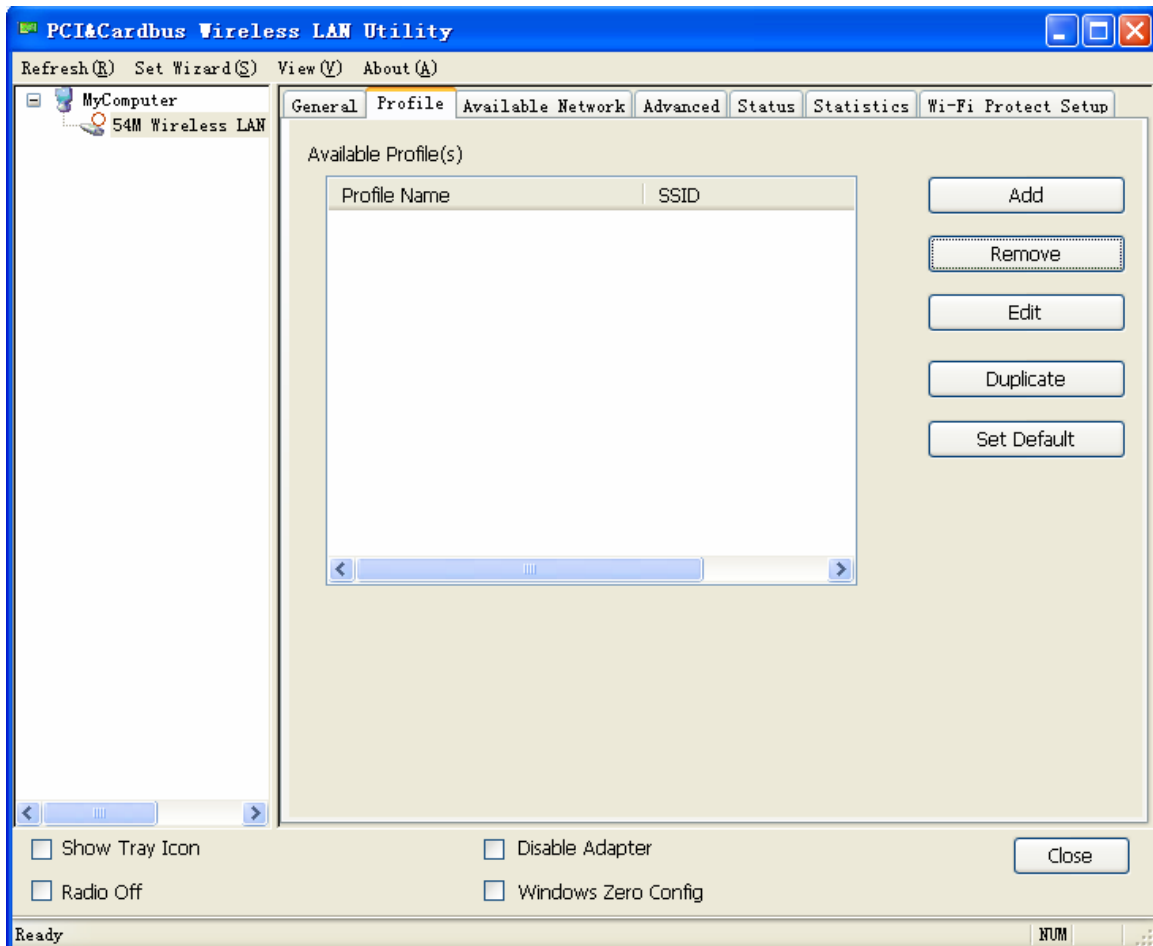 PCI&Cardbus Wireless LAN Utility
Refresh(R) Set Wizard(S) View(V) About(A)
MyComputer
54M Wireless LAN
General Profile Available Network Advanced Status Statistics Wi-Fi Protect Setup
Available Profile(s)
Profile Name SSID
Add
Remove
Edit
Duplicate
Set Default
Show Tray Icon Disable Adapter
Close
Radio Off Windows Zero Config
Ready NUM